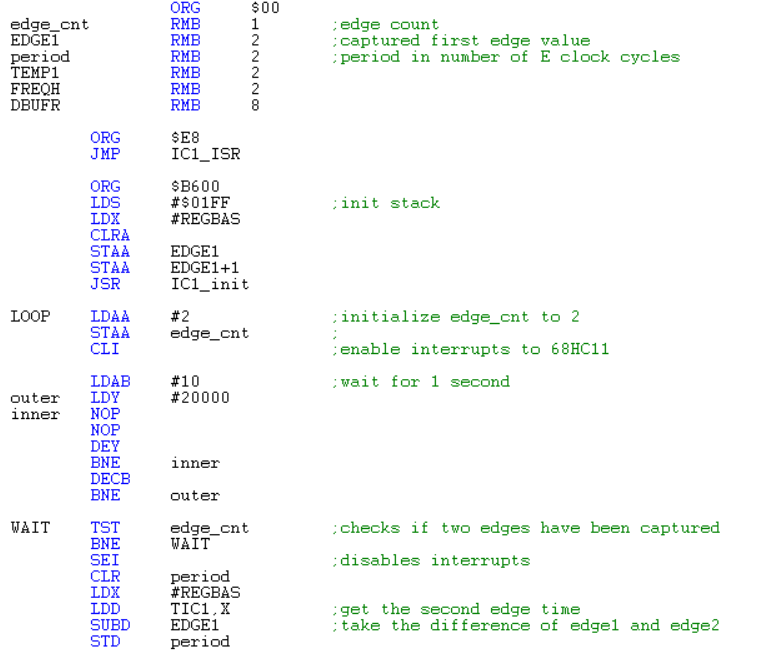 ORG $00
edge_cnt RMB 1 ;edge count
EDGE1 RMB 2 ;captured first edge value
period RMB 2 ;period in number of E clock cycles
TEMP1 RMB 2
FREQH RMB 2
DBUFR RMB 8
ORG $E8
JMP IC1_ISR
ORG $B600
LDS #$01FF ;init stack
LDX #REGBAS
CLRA
STAA EDGE1
STAA EDGE1+1
JSR IC1_init
LOOP LDAA #2 ;initialize edge_cnt to 2
STAA edge_cnt ;
CLI ;enable interrupts to 68HC11
LDAB #10 ;wait for 1 second
outer LDY #20000
inner NOP
NOP
DEY
BNE inner
DECB
BNE outer
WAIT TST edge_cnt ;checks if two edges have been captured
BNE WAIT
SEI ;disables interrupts
CLR period
LDX #REGBAS
LDD TIC1,X ;get the second edge time
SUBD EDGE1 ;take the difference of edge1 and edge2
STD period